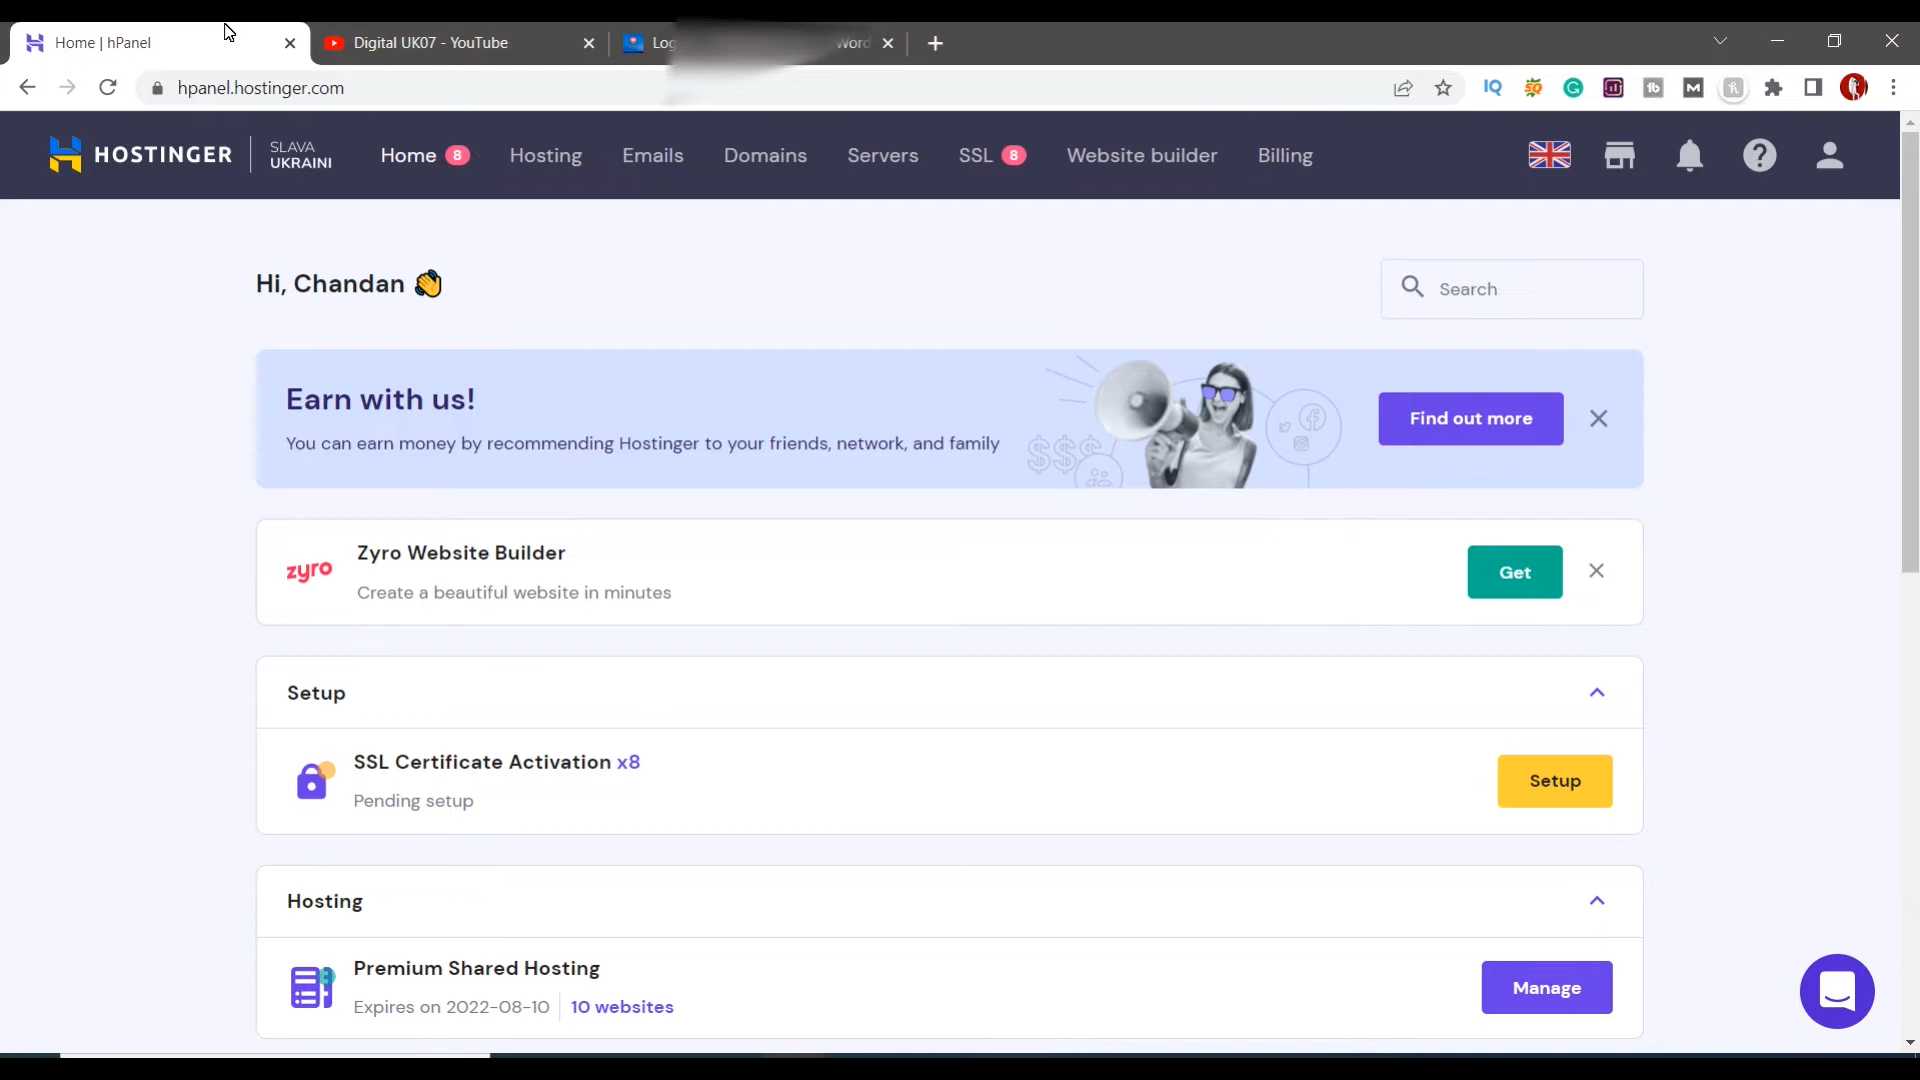 Home | hPanel
Digital UK07 - YouTube
Log
Word
hpanel.hostinger.com
HOSTINGER
SLAVA
UKRAINI
Home 8
Hosting
Emails
Domains
Servers
SSL 8
Website builder
Billing
Hi, Chandan
Search
Earn with us!
You can earn money by recommending Hostinger to your friends, network, and family
$$$
Find out more
zyro
Zyro Website Builder
Create a beautiful website in minutes
Get
Setup
SSL Certificate Activation x8
Pending setup
Setup
Hosting
Premium Shared Hosting
Expires on 2022-08-10
10 websites
Manage